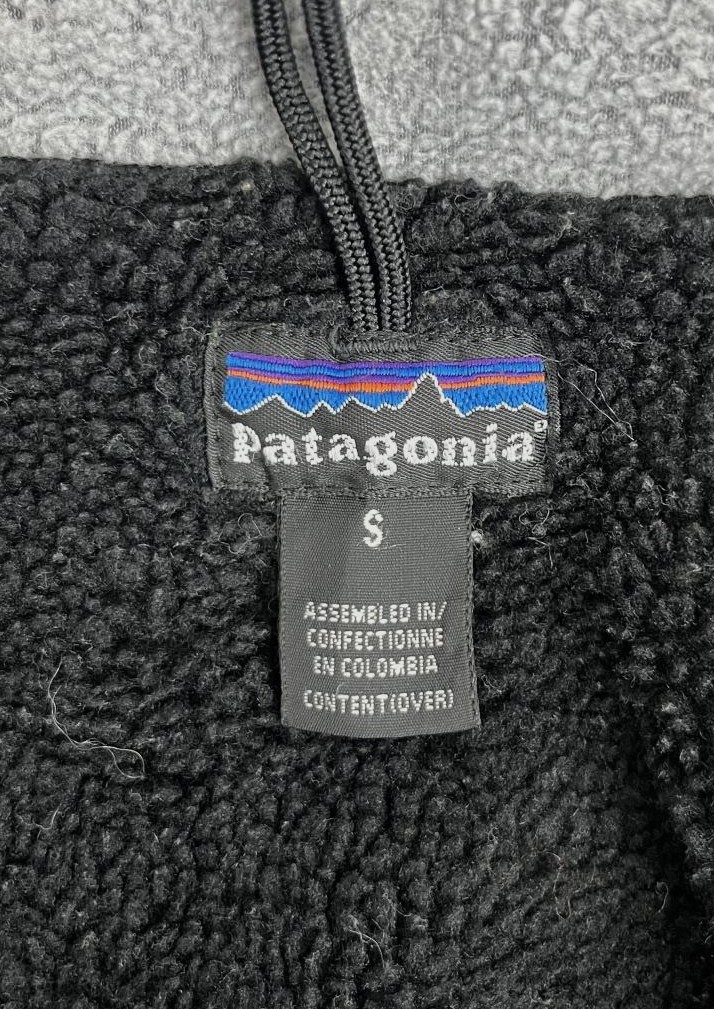 Patagonia®
S
ASSEMBLED IN/
CONFECTIONNE
EN COLOMBIA
CONTENT(OVER)